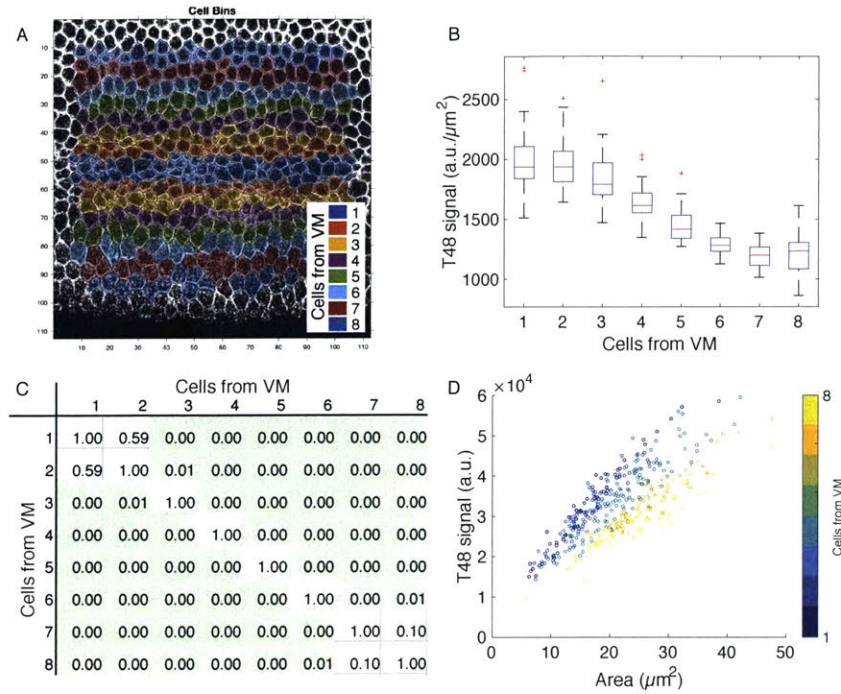 A
Cell Bins
10
20
30
40
50
60
70
80
90
100
110
10 20 30 40 50 60 70 80 90 100 110
Cells from VM
1
2
3
4
5
6
7
8
B
T48 signal (a.u./μm²)
2500
2000
1500
1000
1 2 3 4 5 6 7 8
Cells from VM
C
Cells from VM
1 2 3 4 5 6 7 8
Cells from VM
1 1.00 0.59 0.00 0.00 0.00 0.00 0.00 0.00
2 0.59 1.00 0.01 0.00 0.00 0.00 0.00 0.00
3 0.00 0.01 1.00 0.00 0.00 0.00 0.00 0.00
4 0.00 0.00 0.00 1.00 0.00 0.00 0.00 0.00
5 0.00 0.00 0.00 0.00 1.00 0.00 0.00 0.00
6 0.00 0.00 0.00 0.00 0.00 1.00 0.00 0.01
7 0.00 0.00 0.00 0.00 0.00 0.00 1.00 0.10
8 0.00 0.00 0.00 0.00 0.00 0.01 0.10 1.00
D
×10⁴
T48 signal (a.u.)
6
5
4
3
2
1
0
0 10 20 30 40 50
Area (μm²)
8
Cells from VM
1